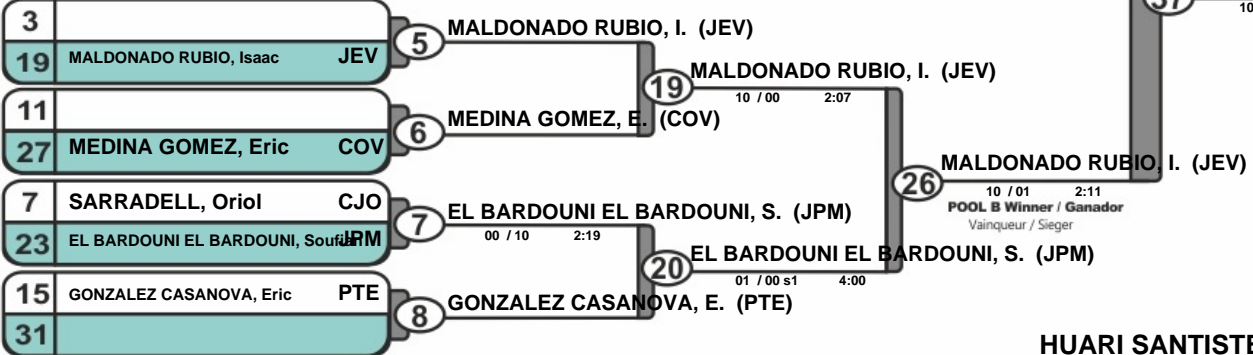 3
19 MALDONADO RUBIO, Isaac JEV
11
27 MEDINA GOMEZ, Eric COV
7 SARRADELL, Oriol CJO
23 EL BARDOUNI EL BARDOUNI, Soufian JPM
15 GONZALEZ CASANOVA, Eric PTE
31
5 MALDONADO RUBIO, I. (JEV)
6 MEDINA GOMEZ, E. (COV)
7 EL BARDOUNI EL BARDOUNI, S. (JPM)
00 / 10 2:19
8 GONZALEZ CASANOVA, E. (PTE)
19 MALDONADO RUBIO, I. (JEV)
10 / 00 2:07
20 EL BARDOUNI EL BARDOUNI, S. (JPM)
01 / 00 s1 4:00
26 MALDONADO RUBIO, I. (JEV)
10 / 01 2:11
POOL B Winner / Ganador
Vainqueur / Sieger
37
10
HUARI SANTISTE